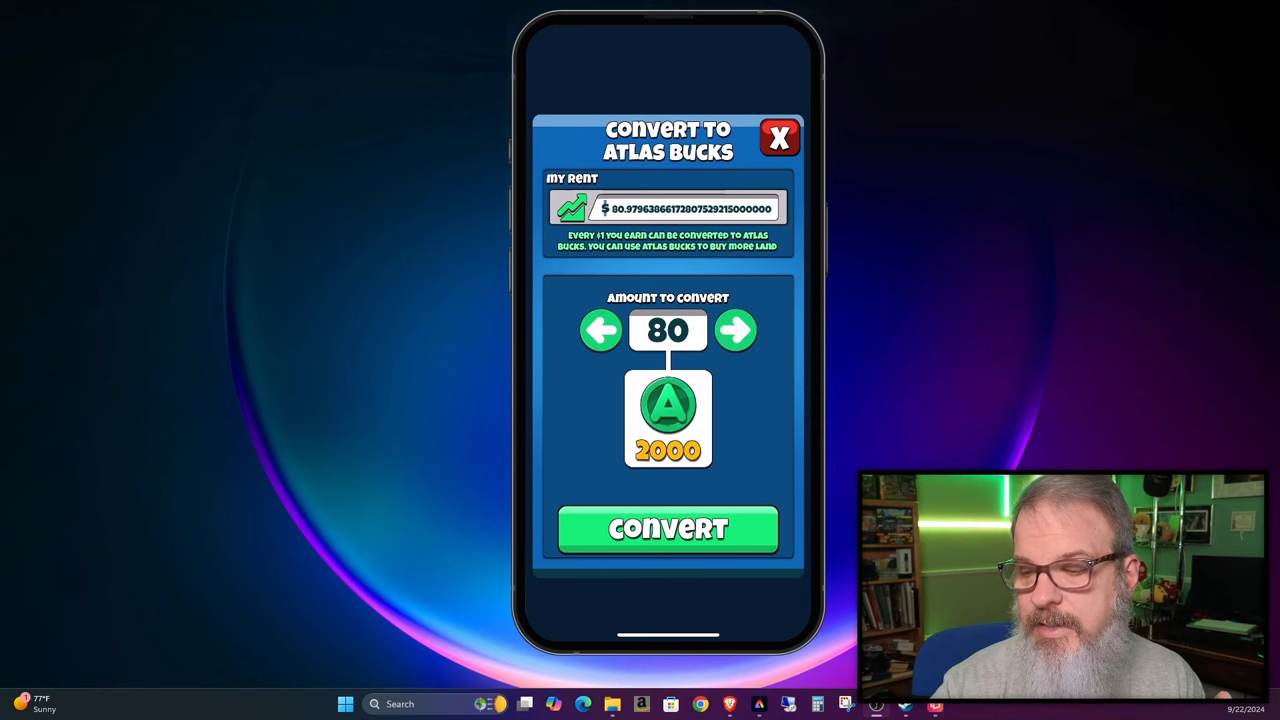 CONVERT TO
ATLAS BUCKS
X
MY RENT
$ 80.97963866172807529215000000
EVERY $1 YOU EARN CAN BE CONVERTED TO ATLAS
BUCKS. YOU CAN USE ATLAS BUCKS TO BUY MORE LAND
AMOUNT TO CONVERT
80
A
2000
CONVERT
1
77°F
Sunny
Search
a
9/22/2024